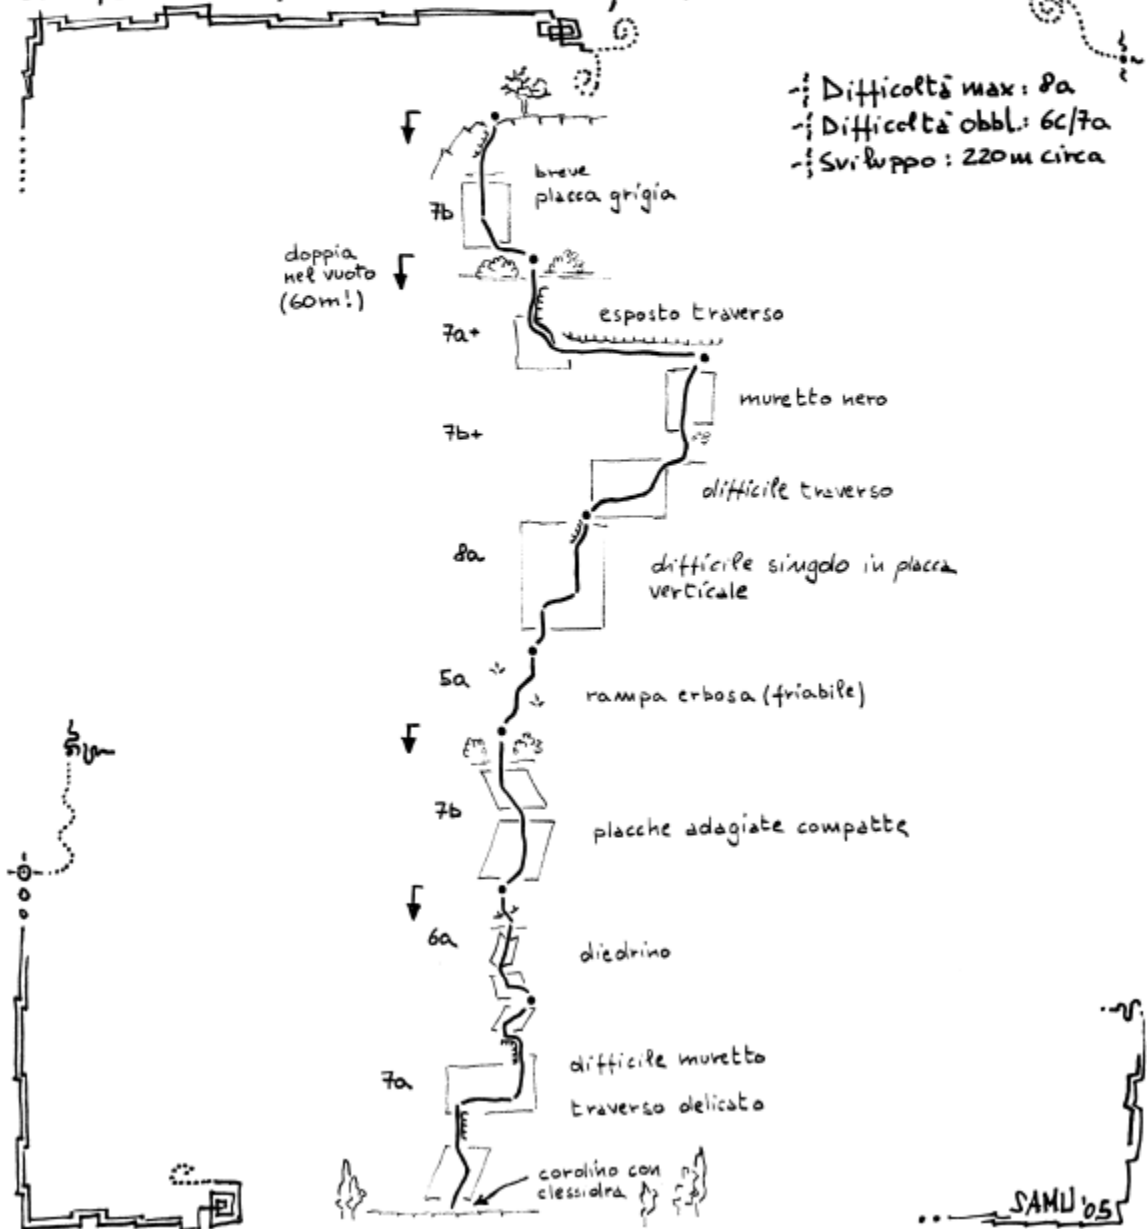 Difficoltà max: 8a
Difficoltà obbl.: 6c/7a
Sviluppo: 220m circa
breve
placca grigia
7b
doppia
nel vuoto
(60m!)
esposto traverso
7a+
muretto nero
7b+
difficile traverso
8a
difficile singolo in placca
verticale
5a
rampa erbosa (friabile)
7b
placche adagiate compatte
6a
diedrino
difficile muretto
7a
traverso delicato
cordino con
clessidra
SAMU '05